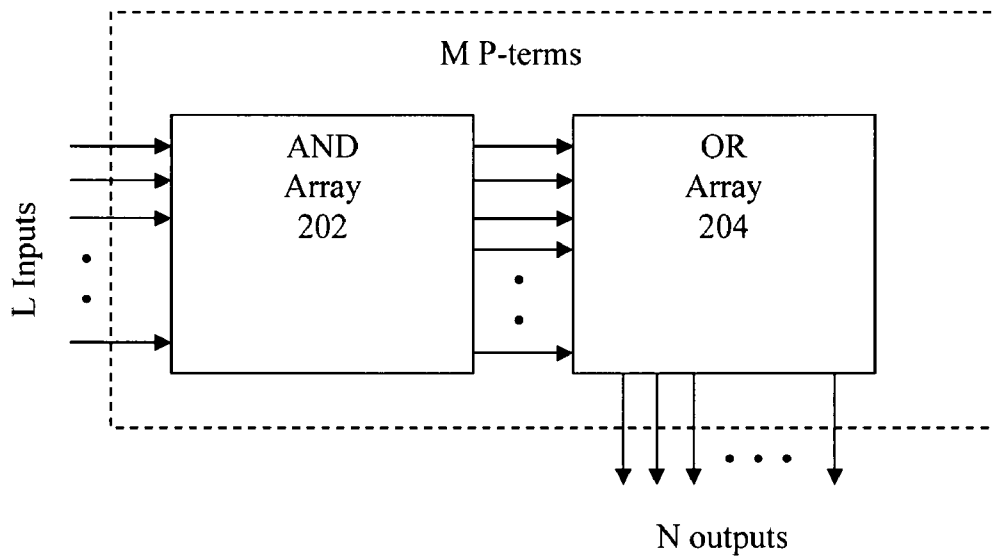 M P-terms
AND
Array
202
OR
Array
204
L Inputs
N outputs